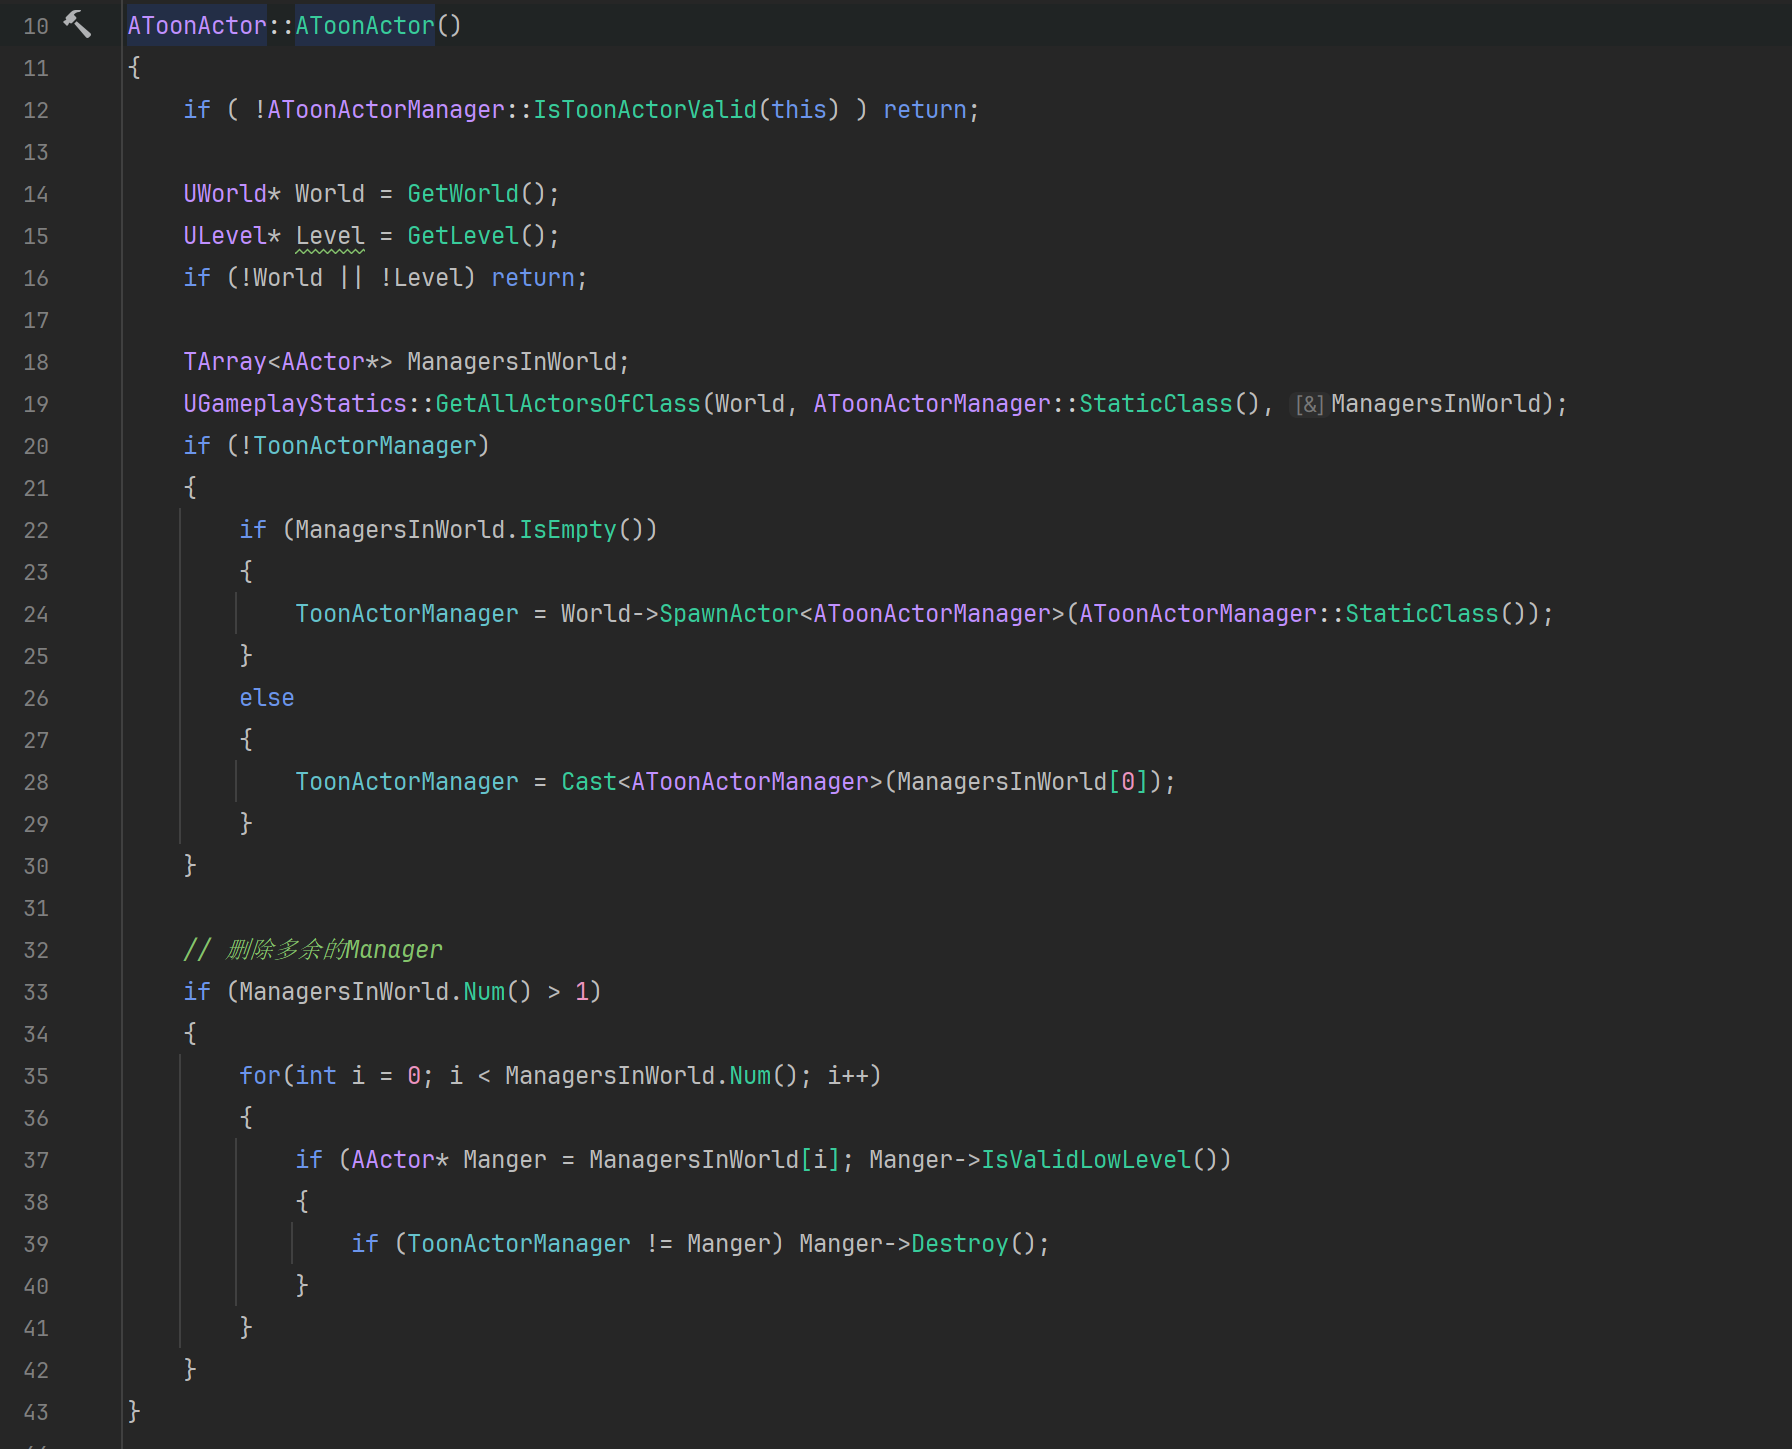 10 AToonActor::AToonActor()
11 {
12     if ( !AToonActorManager::IsToonActorValid(this) ) return;
13
14     UWorld* World = GetWorld();
15     ULevel* Level = GetLevel();
16     if (!World || !Level) return;
17
18     TArray<AActor*> ManagersInWorld;
19     UGameplayStatics::GetAllActorsOfClass(World, AToonActorManager::StaticClass(), [&]ManagersInWorld);
20     if (!ToonActorManager)
21     {
22         if (ManagersInWorld.IsEmpty())
23         {
24             ToonActorManager = World->SpawnActor<AToonActorManager>(AToonActorManager::StaticClass());
25         }
26         else
27         {
28             ToonActorManager = Cast<AToonActorManager>(ManagersInWorld[0]);
29         }
30     }
31
32     // 删除多余的Manager
33     if (ManagersInWorld.Num() > 1)
34     {
35         for(int i = 0; i < ManagersInWorld.Num(); i++)
36         {
37             if (AActor* Manger = ManagersInWorld[i]; Manger->IsValidLowLevel())
38             {
39                 if (ToonActorManager != Manger) Manger->Destroy();
40             }
41         }
42     }
43 }